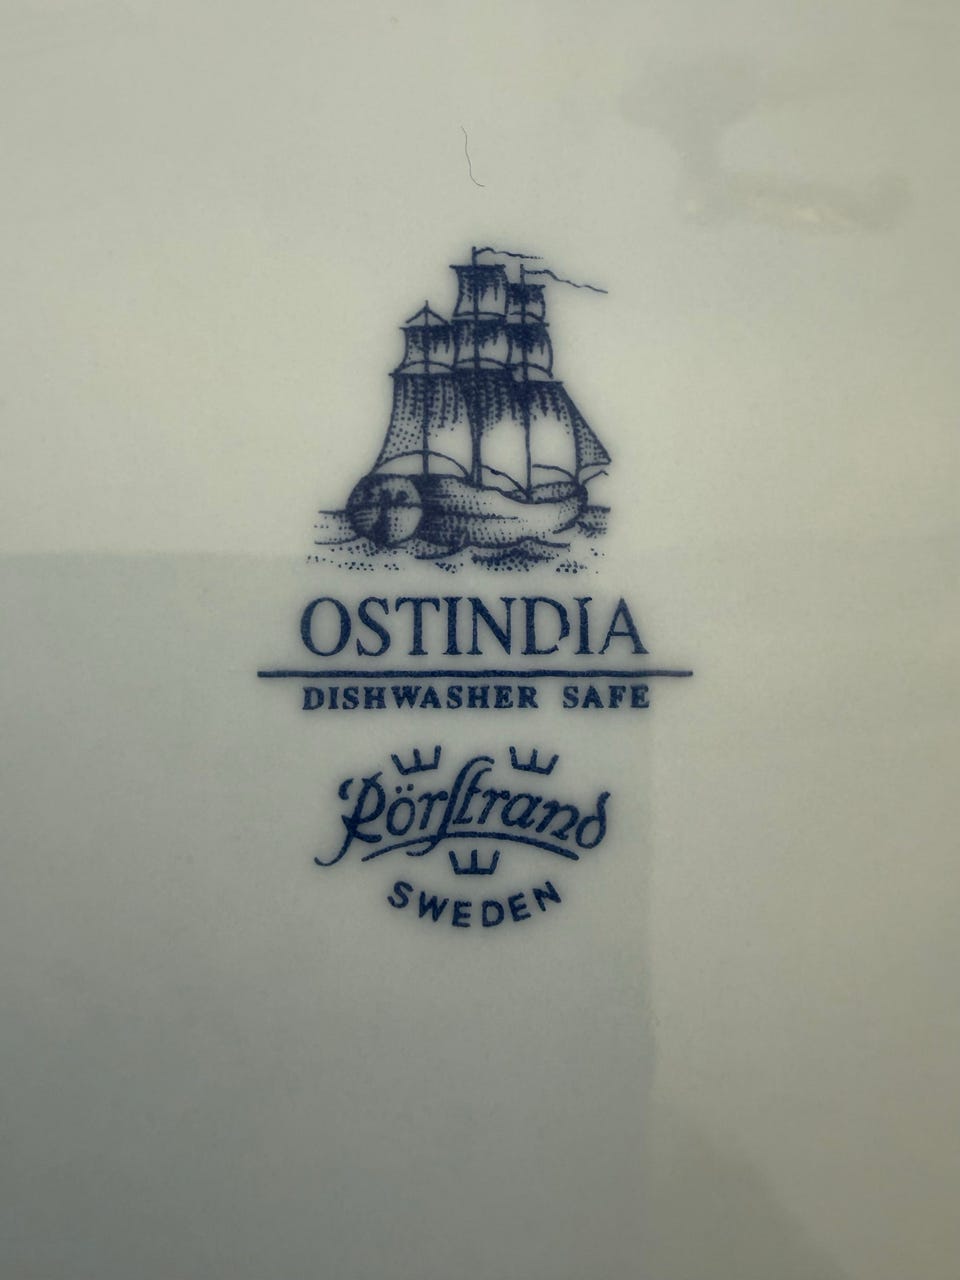 OSTINDIA
DISHWASHER SAFE
Rörstrand
SWEDEN